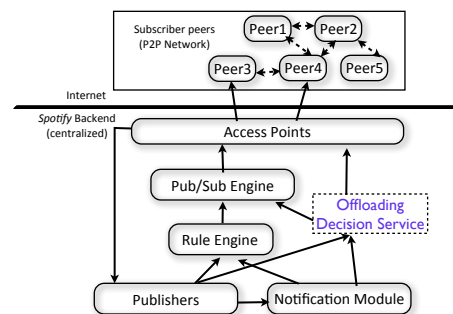 Subscriber peers
(P2P Network)
Peer1
Peer2
Peer3
Peer4
Peer5
Internet
Spotify Backend
(centralized)
Access Points
Pub/Sub Engine
Offloading
Decision Service
Rule Engine
Publishers
Notification Module